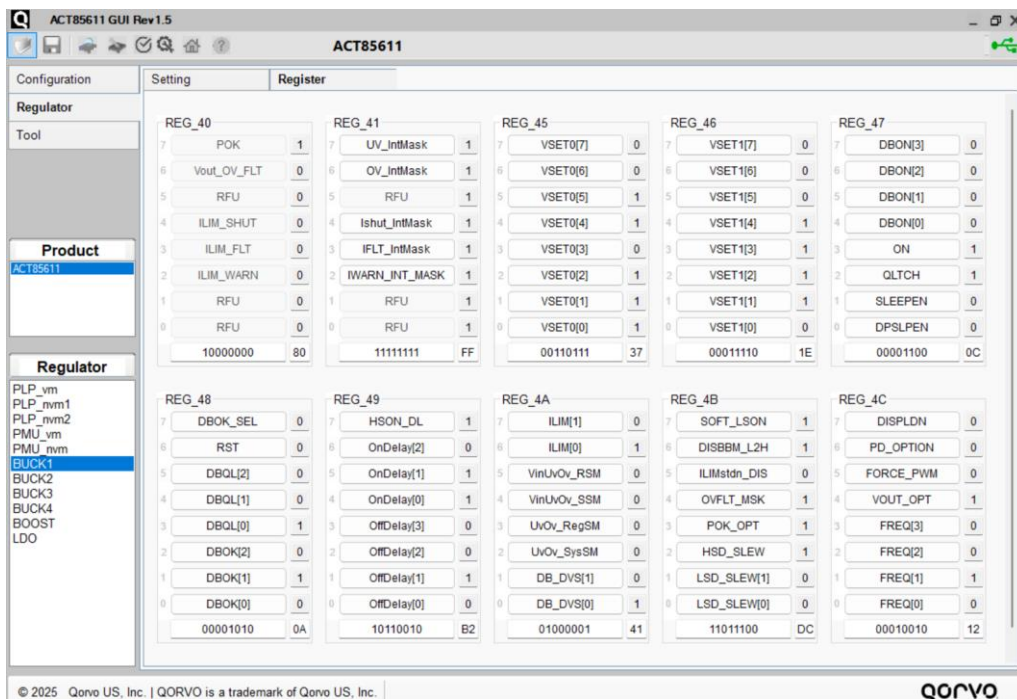 ACT85611 GUI Rev1.5
ACT85611
Configuration
Regulator
Tool
Setting
Register
Product
ACT85611
Regulator
PLP_vm
PLP_nvm1
PLP_nvm2
PMU_vm
PMU_nvm
BUCK1
BUCK2
BUCK3
BUCK4
BOOST
LDO
REG_40
7 POK 1
6 Vout_OV_FLT 0
5 RFU 0
4 ILIM_SHUT 0
3 ILIM_FLT 0
2 ILIM_WARN 0
1 RFU 0
0 RFU 0
10000000 80
REG_41
7 UV_IntMask 1
6 OV_IntMask 1
5 RFU 1
4 Ishut_IntMask 1
3 IFLT_IntMask 1
2 IWARN_INT_MASK 1
1 RFU 1
0 RFU 1
11111111 FF
REG_45
7 VSET0[7] 0
6 VSET0[6] 0
5 VSET0[5] 1
4 VSET0[4] 1
3 VSET0[3] 0
2 VSET0[2] 1
1 VSET0[1] 1
0 VSET0[0] 1
00110111 37
REG_46
7 VSET1[7] 0
6 VSET1[6] 0
5 VSET1[5] 0
4 VSET1[4] 1
3 VSET1[3] 1
2 VSET1[2] 1
1 VSET1[1] 1
0 VSET1[0] 0
00011110 1E
REG_47
7 DBON[3] 0
6 DBON[2] 0
5 DBON[1] 0
4 DBON[0] 0
3 ON 1
2 QLTCH 1
1 SLEEPEN 0
0 DPSLPEN 0
00001100 0C
REG_48
7 DBOK_SEL 0
6 RST 0
5 DBQL[2] 0
4 DBQL[1] 0
3 DBQL[0] 1
2 DBOK[2] 0
1 DBOK[1] 1
0 DBOK[0] 0
00001010 0A
REG_49
7 HSON_DL 1
6 OnDelay[2] 0
5 OnDelay[1] 1
4 OnDelay[0] 1
3 OffDelay[3] 0
2 OffDelay[2] 0
1 OffDelay[1] 1
0 OffDelay[0] 0
10110010 B2
REG_4A
7 ILIM[1] 0
6 ILIM[0] 1
5 VinUvOv_RSM 0
4 VinUvOv_SSM 0
3 UvOv_RegSM 0
2 UvOv_SysSM 0
1 DB_DVS[1] 0
0 DB_DVS[0] 1
01000001 41
REG_4B
7 SOFT_LSON 1
6 DISBBM_L2H 1
5 ILIMstdn_DIS 0
4 OVFLT_MSK 1
3 POK_OPT 1
2 HSD_SLEW 1
1 LSD_SLEW[1] 0
0 LSD_SLEW[0] 0
11011100 DC
REG_4C
7 DISPLDN 0
6 PD_OPTION 0
5 FORCE_PWM 0
4 VOUT_OPT 1
3 FREQ[3] 0
2 FREQ[2] 0
1 FREQ[1] 1
0 FREQ[0] 0
00010010 12
© 2025 Qorvo US, Inc. | QORVO is a trademark of Qorvo US, Inc.
QORVO